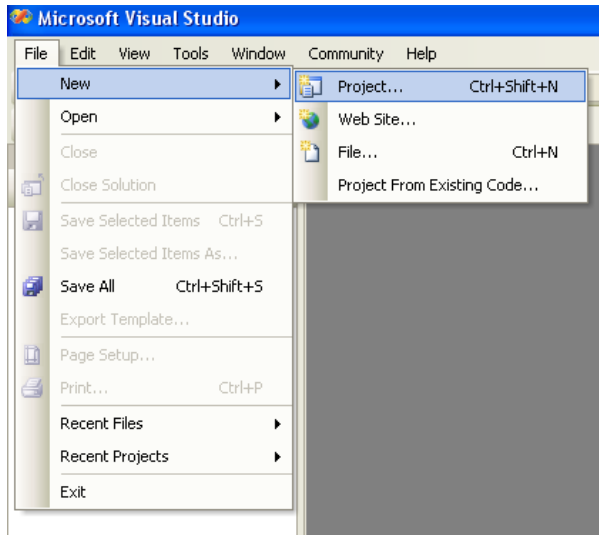 Microsoft Visual Studio
File Edit View Tools Window Community Help
New
Project... Ctrl+Shift+N
Open
Web Site...
Close
File... Ctrl+N
Close Solution
Project From Existing Code...
Save Selected Items Ctrl+S
Save Selected Items As...
Save All Ctrl+Shift+S
Export Template...
Page Setup...
Print... Ctrl+P
Recent Files
Recent Projects
Exit